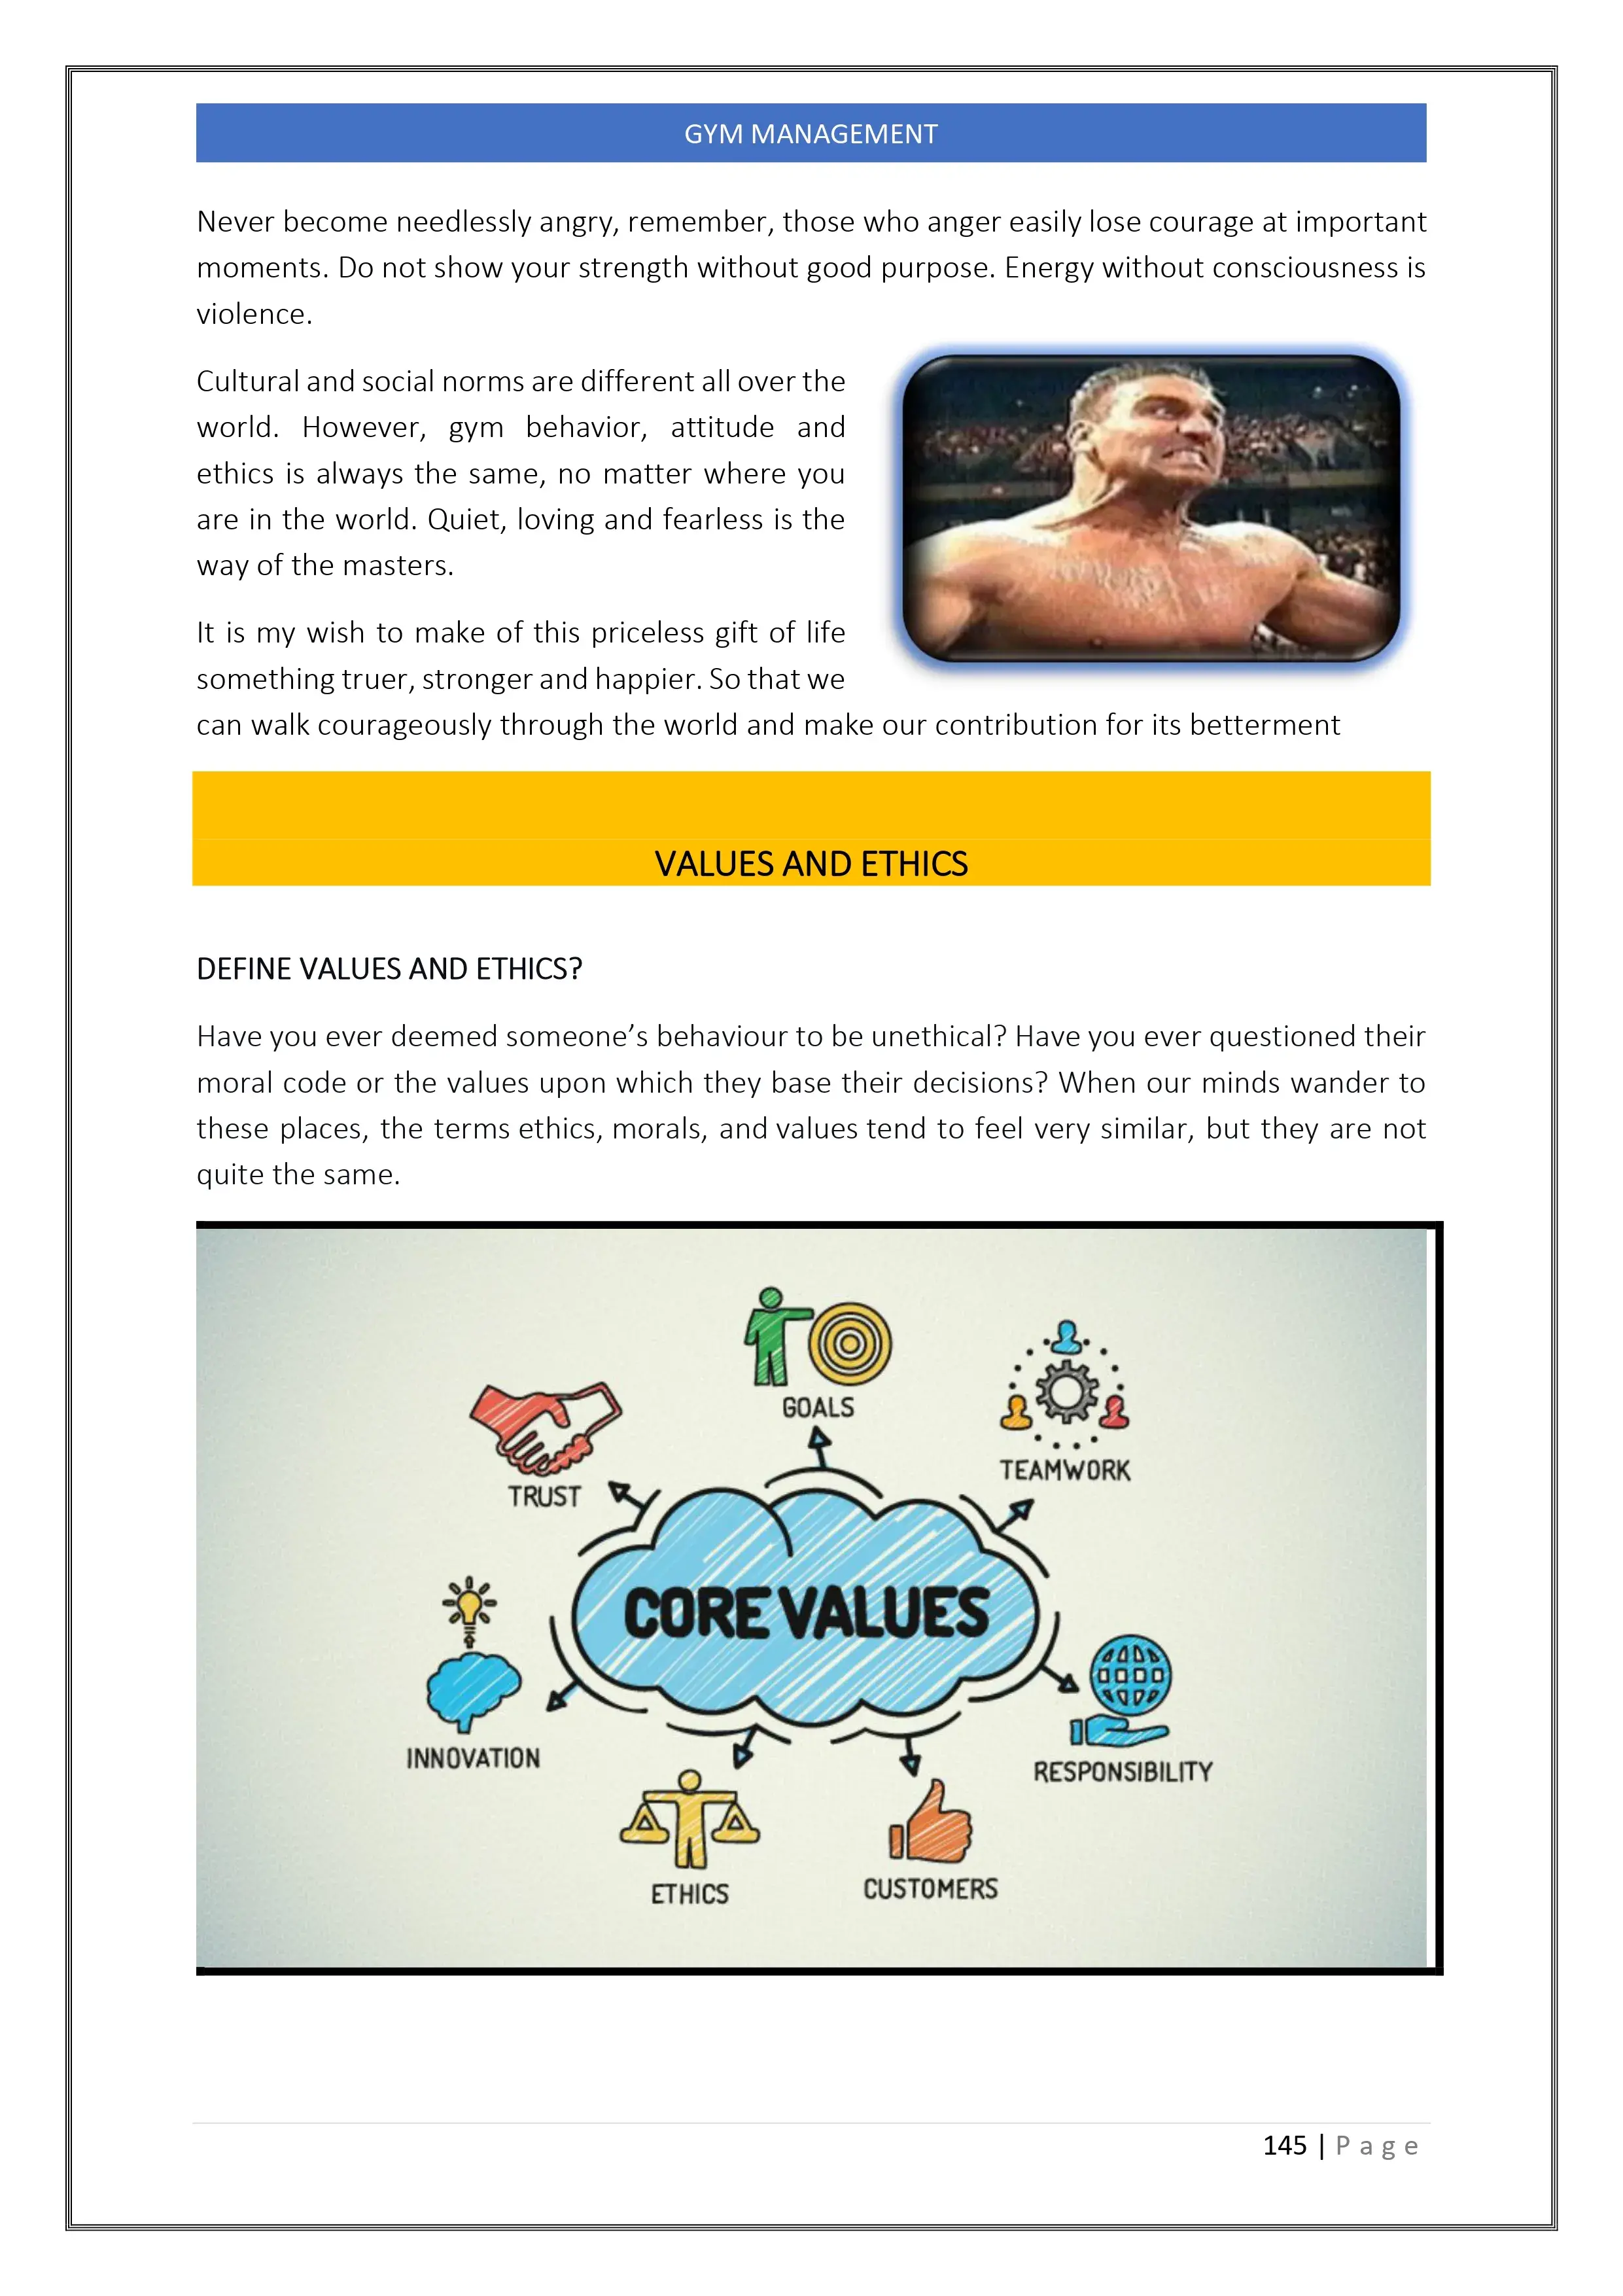 GYM MANAGEMENT
Never become needlessly angry, remember, those who anger easily lose courage at important
moments. Do not show your strength without good purpose. Energy without consciousness is
violence.
Cultural and social norms are different all over the
world. However, gym behavior, attitude and
ethics is always the same, no matter where you
are in the world. Quiet, loving and fearless is the
way of the masters.
It is my wish to make of this priceless gift of life
something truer, stronger and happier. So that we
can walk courageously through the world and make our contribution for its betterment
VALUES AND ETHICS
DEFINE VALUES AND ETHICS?
Have you ever deemed someone’s behaviour to be unethical? Have you ever questioned their
moral code or the values upon which they base their decisions? When our minds wander to
these places, the terms ethics, morals, and values tend to feel very similar, but they are not
quite the same.
GOALS
TEAMWORK
TRUST
CORE VALUES
INNOVATION
RESPONSIBILITY
ETHICS
CUSTOMERS
145 | P a g e